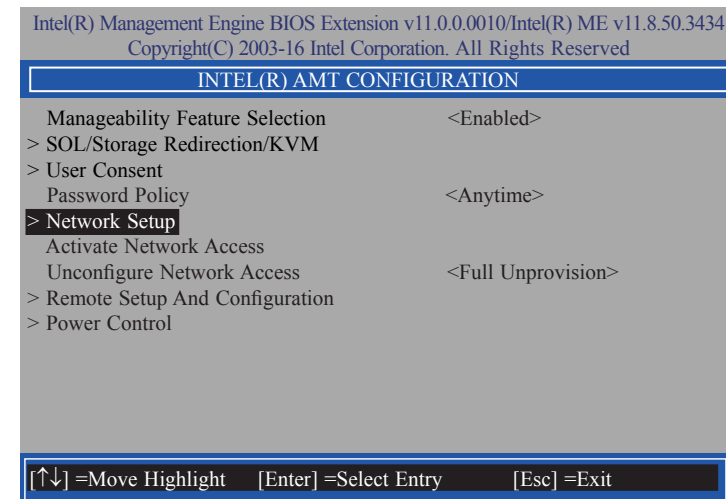 Intel(R) Management Engine BIOS Extension v11.0.0.0010/Intel(R) ME v11.8.50.3434
Copyright(C) 2003-16 Intel Corporation. All Rights Reserved
INTEL(R) AMT CONFIGURATION
Manageability Feature Selection <Enabled>
> SOL/Storage Redirection/KVM
> User Consent
Password Policy <Anytime>
> Network Setup
Activate Network Access
Unconfigure Network Access <Full Unprovision>
> Remote Setup And Configuration
> Power Control
[↑↓] =Move Highlight [Enter] =Select Entry [Esc] =Exit